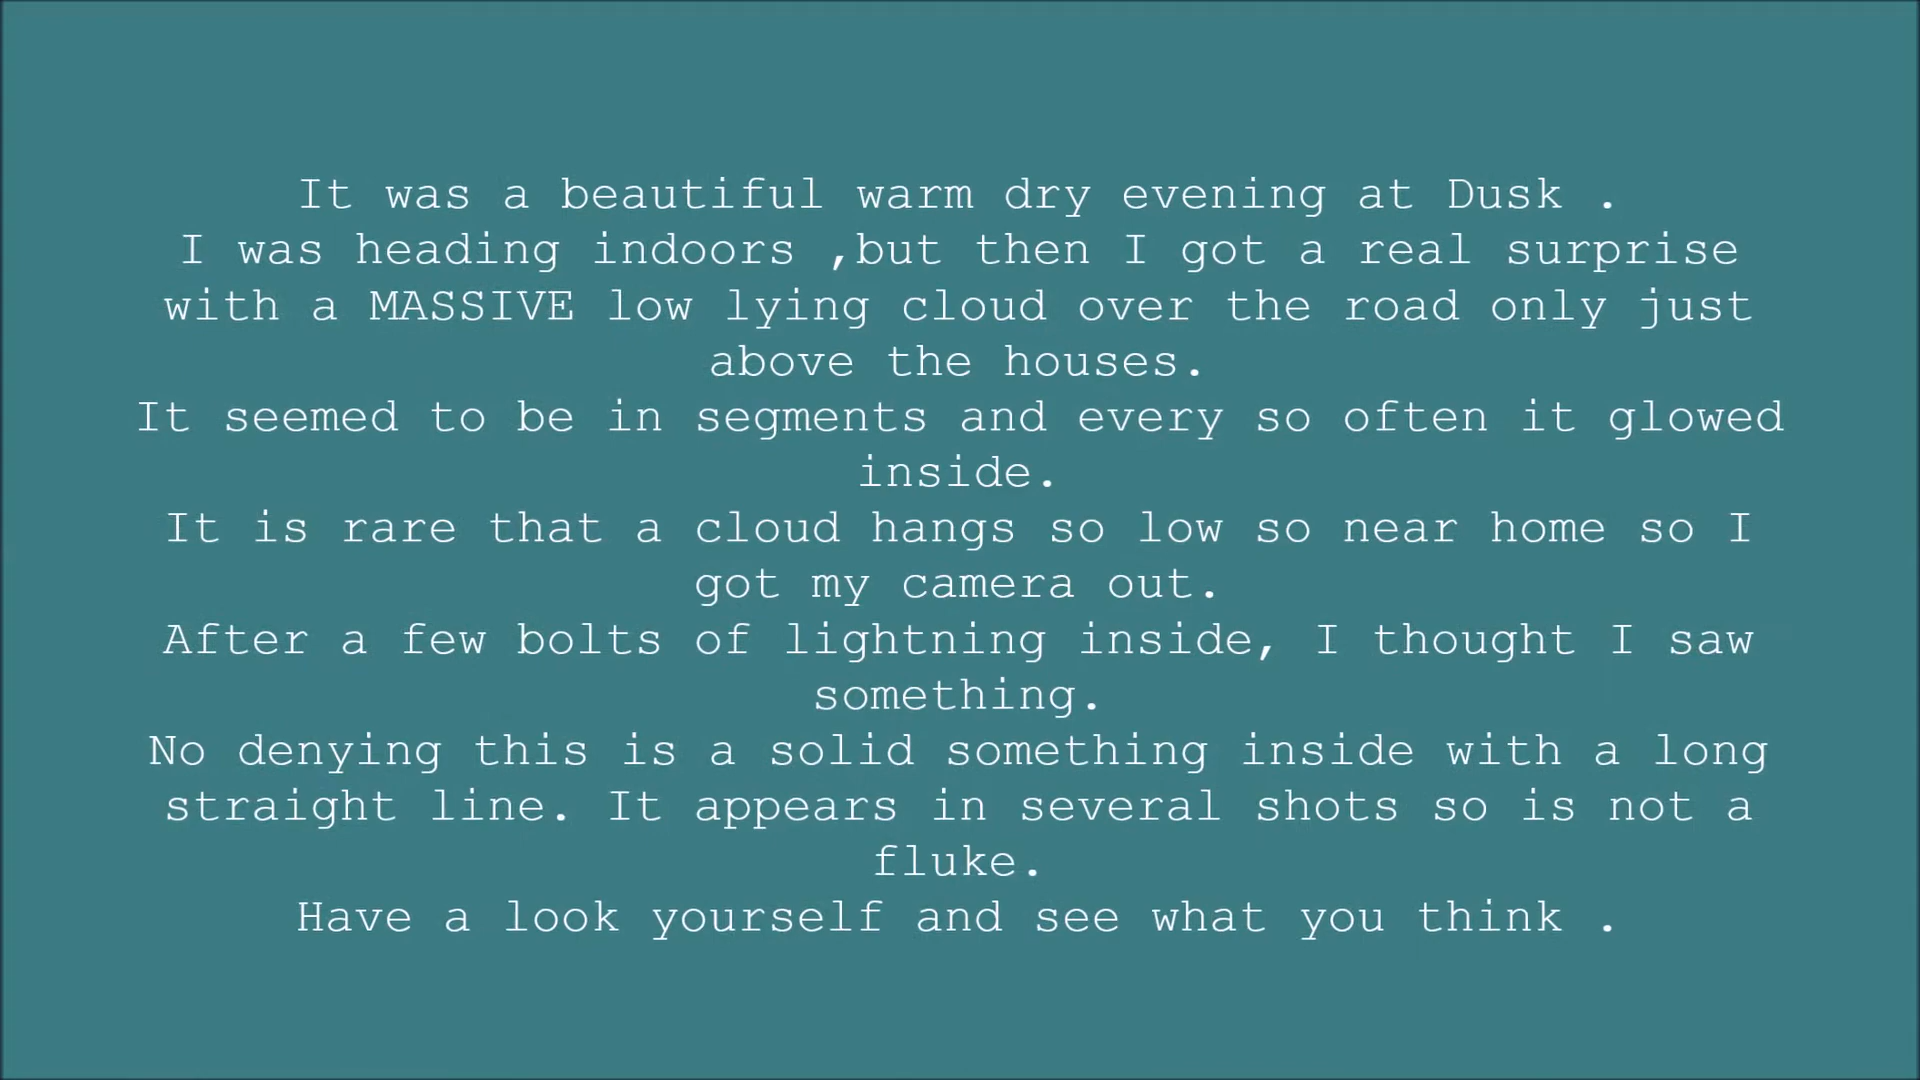 It was a beautiful warm dry evening at Dusk .
I was heading indoors ,but then I got a real surprise
with a MASSIVE low lying cloud over the road only just
above the houses.
It seemed to be in segments and every so often it glowed
inside.
It is rare that a cloud hangs so low so near home so I
got my camera out.
After a few bolts of lightning inside, I thought I saw
something.
No denying this is a solid something inside with a long
straight line. It appears in several shots so is not a
fluke.
Have a look yourself and see what you think .